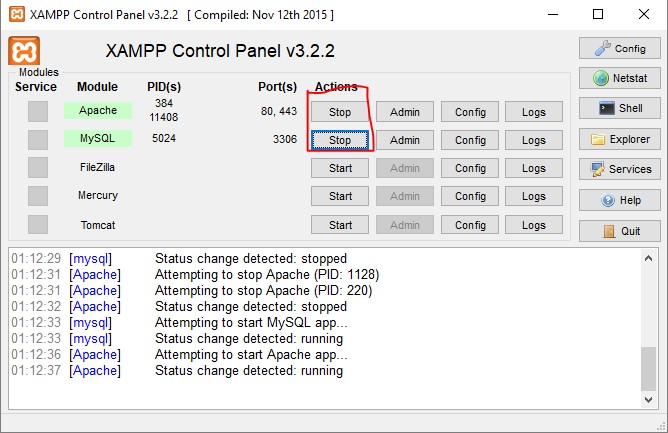 XAMPP Control Panel v3.2.2 [ Compiled: Nov 12th 2015 ]
XAMPP Control Panel v3.2.2
Config
Modules
Service Module PID(s) Port(s) Actions
Netstat
Apache 384 11408 80, 443 Stop Admin Config Logs
Shell
MySQL 5024 3306 Stop Admin Config Logs
Explorer
FileZilla Start Admin Config Logs
Services
Mercury Start Admin Config Logs
Help
Tomcat Start Admin Config Logs
Quit
01:12:29 [mysql] Status change detected: stopped
01:12:31 [Apache] Attempting to stop Apache (PID: 1128)
01:12:31 [Apache] Attempting to stop Apache (PID: 220)
01:12:32 [Apache] Status change detected: stopped
01:12:33 [mysql] Attempting to start MySQL app...
01:12:33 [mysql] Status change detected: running
01:12:36 [Apache] Attempting to start Apache app...
01:12:37 [Apache] Status change detected: running